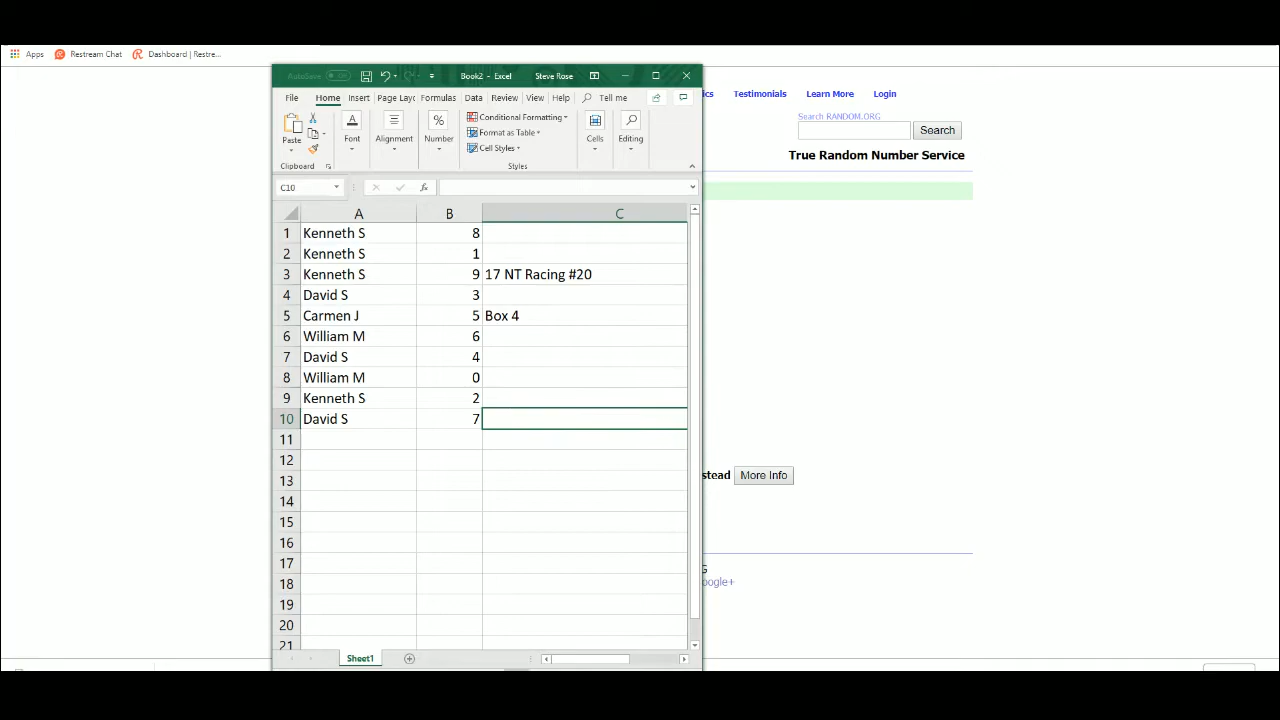 Apps Restream Chat Dashboard (Restre...
AutoSave Off Book2 - Excel Steve Rose
File Home Insert Page Layc Formulas Data Review View Help Tell me
Paste Font Alignment Number Conditional Formatting Format as Table Cell Styles Cells Editing
Clipboard Styles
C10 fx
A B C
1 Kenneth S 8
2 Kenneth S 1
3 Kenneth S 9 17 NT Racing #20
4 David S 3
5 Carmen J 5 Box 4
6 William M 6
7 David S 4
8 William M 0
9 Kenneth S 2
10 David S 7
11
12
13
14
15
16
17
18
19
20
21
Sheet1
ics Testimonials Learn More Login
Search RANDOM.ORG
Search
True Random Number Service
stead More Info
G
oogle+